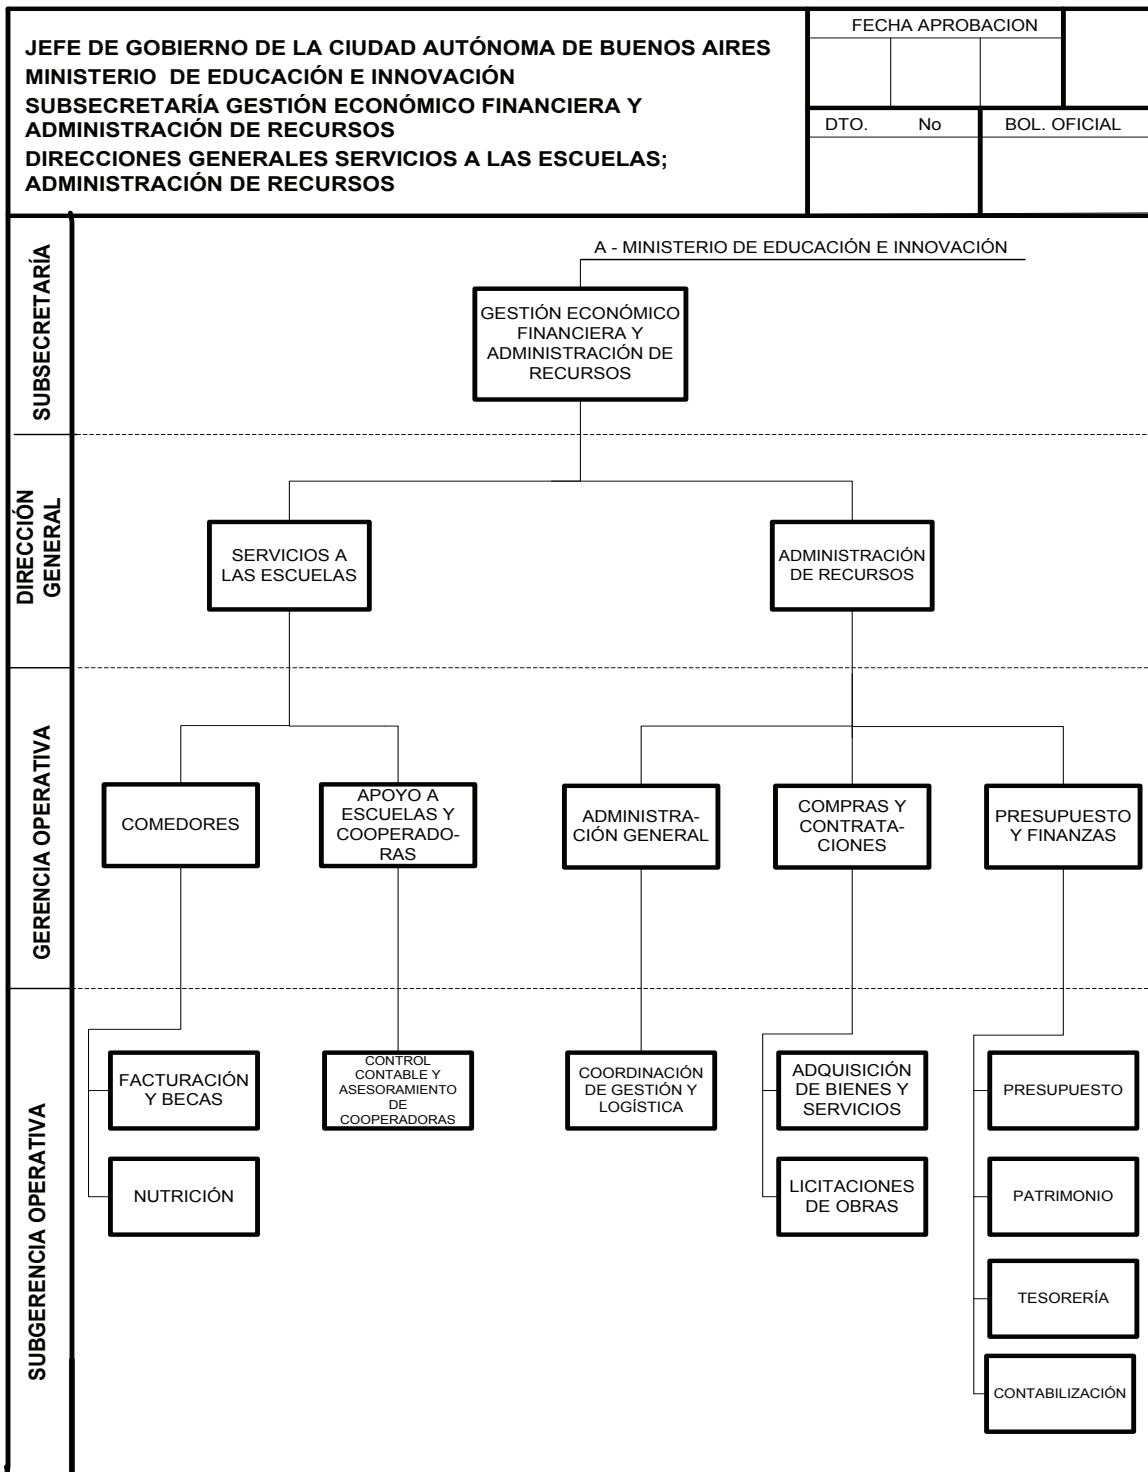 JEFE DE GOBIERNO DE LA CIUDAD AUTÓNOMA DE BUENOS AIRES
MINISTERIO DE EDUCACIÓN E INNOVACIÓN
SUBSECRETARÍA GESTIÓN ECONÓMICO FINANCIERA Y
ADMINISTRACIÓN DE RECURSOS
DIRECCIONES GENERALES SERVICIOS A LAS ESCUELAS;
ADMINISTRACIÓN DE RECURSOS
FECHA APROBACION
DTO. No
BOL. OFICIAL
SUBSECRETARÍA
A - MINISTERIO DE EDUCACIÓN E INNOVACIÓN
GESTIÓN ECONÓMICO
FINANCIERA Y
ADMINISTRACIÓN DE
RECURSOS
DIRECCIÓN
GENERAL
SERVICIOS A
LAS ESCUELAS
ADMINISTRACIÓN
DE RECURSOS
GERENCIA OPERATIVA
COMEDORES
APOYO A
ESCUELAS Y
COOPERADO-
RAS
ADMINISTRA-
CIÓN GENERAL
COMPRAS Y
CONTRATA-
CIONES
PRESUPUESTO
Y FINANZAS
SUBGERENCIA OPERATIVA
FACTURACIÓN
Y BECAS
CONTROL
CONTABLE Y
ASESORAMIENTO
DE
COOPERADORAS
COORDINACIÓN
DE GESTIÓN Y
LOGÍSTICA
ADQUISICIÓN
DE BIENES Y
SERVICIOS
PRESUPUESTO
NUTRICIÓN
LICITACIONES
DE OBRAS
PATRIMONIO
TESORERÍA
CONTABILIZACIÓN